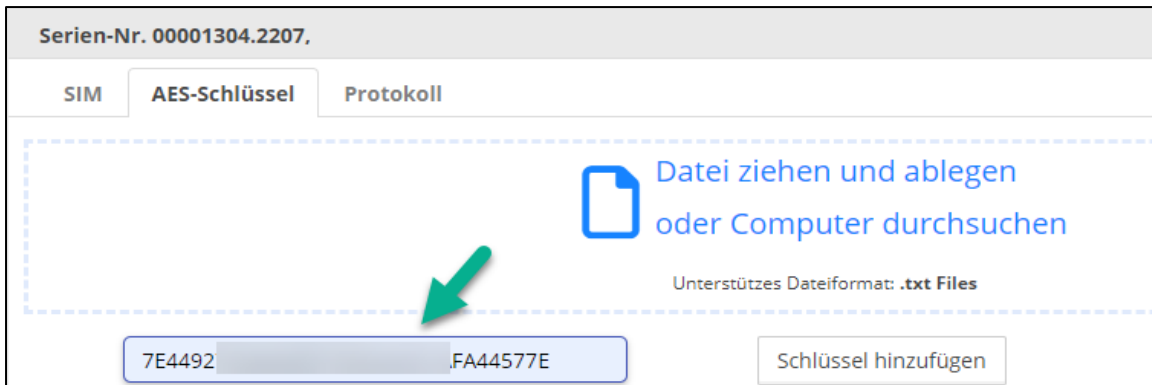 Serien-Nr. 00001304.2207,
SIM AES-Schlüssel Protokoll
Datei ziehen und ablegen
oder Computer durchsuchen
Unterstützes Dateiformat: .txt Files
7E4492 FA44577E Schlüssel hinzufügen